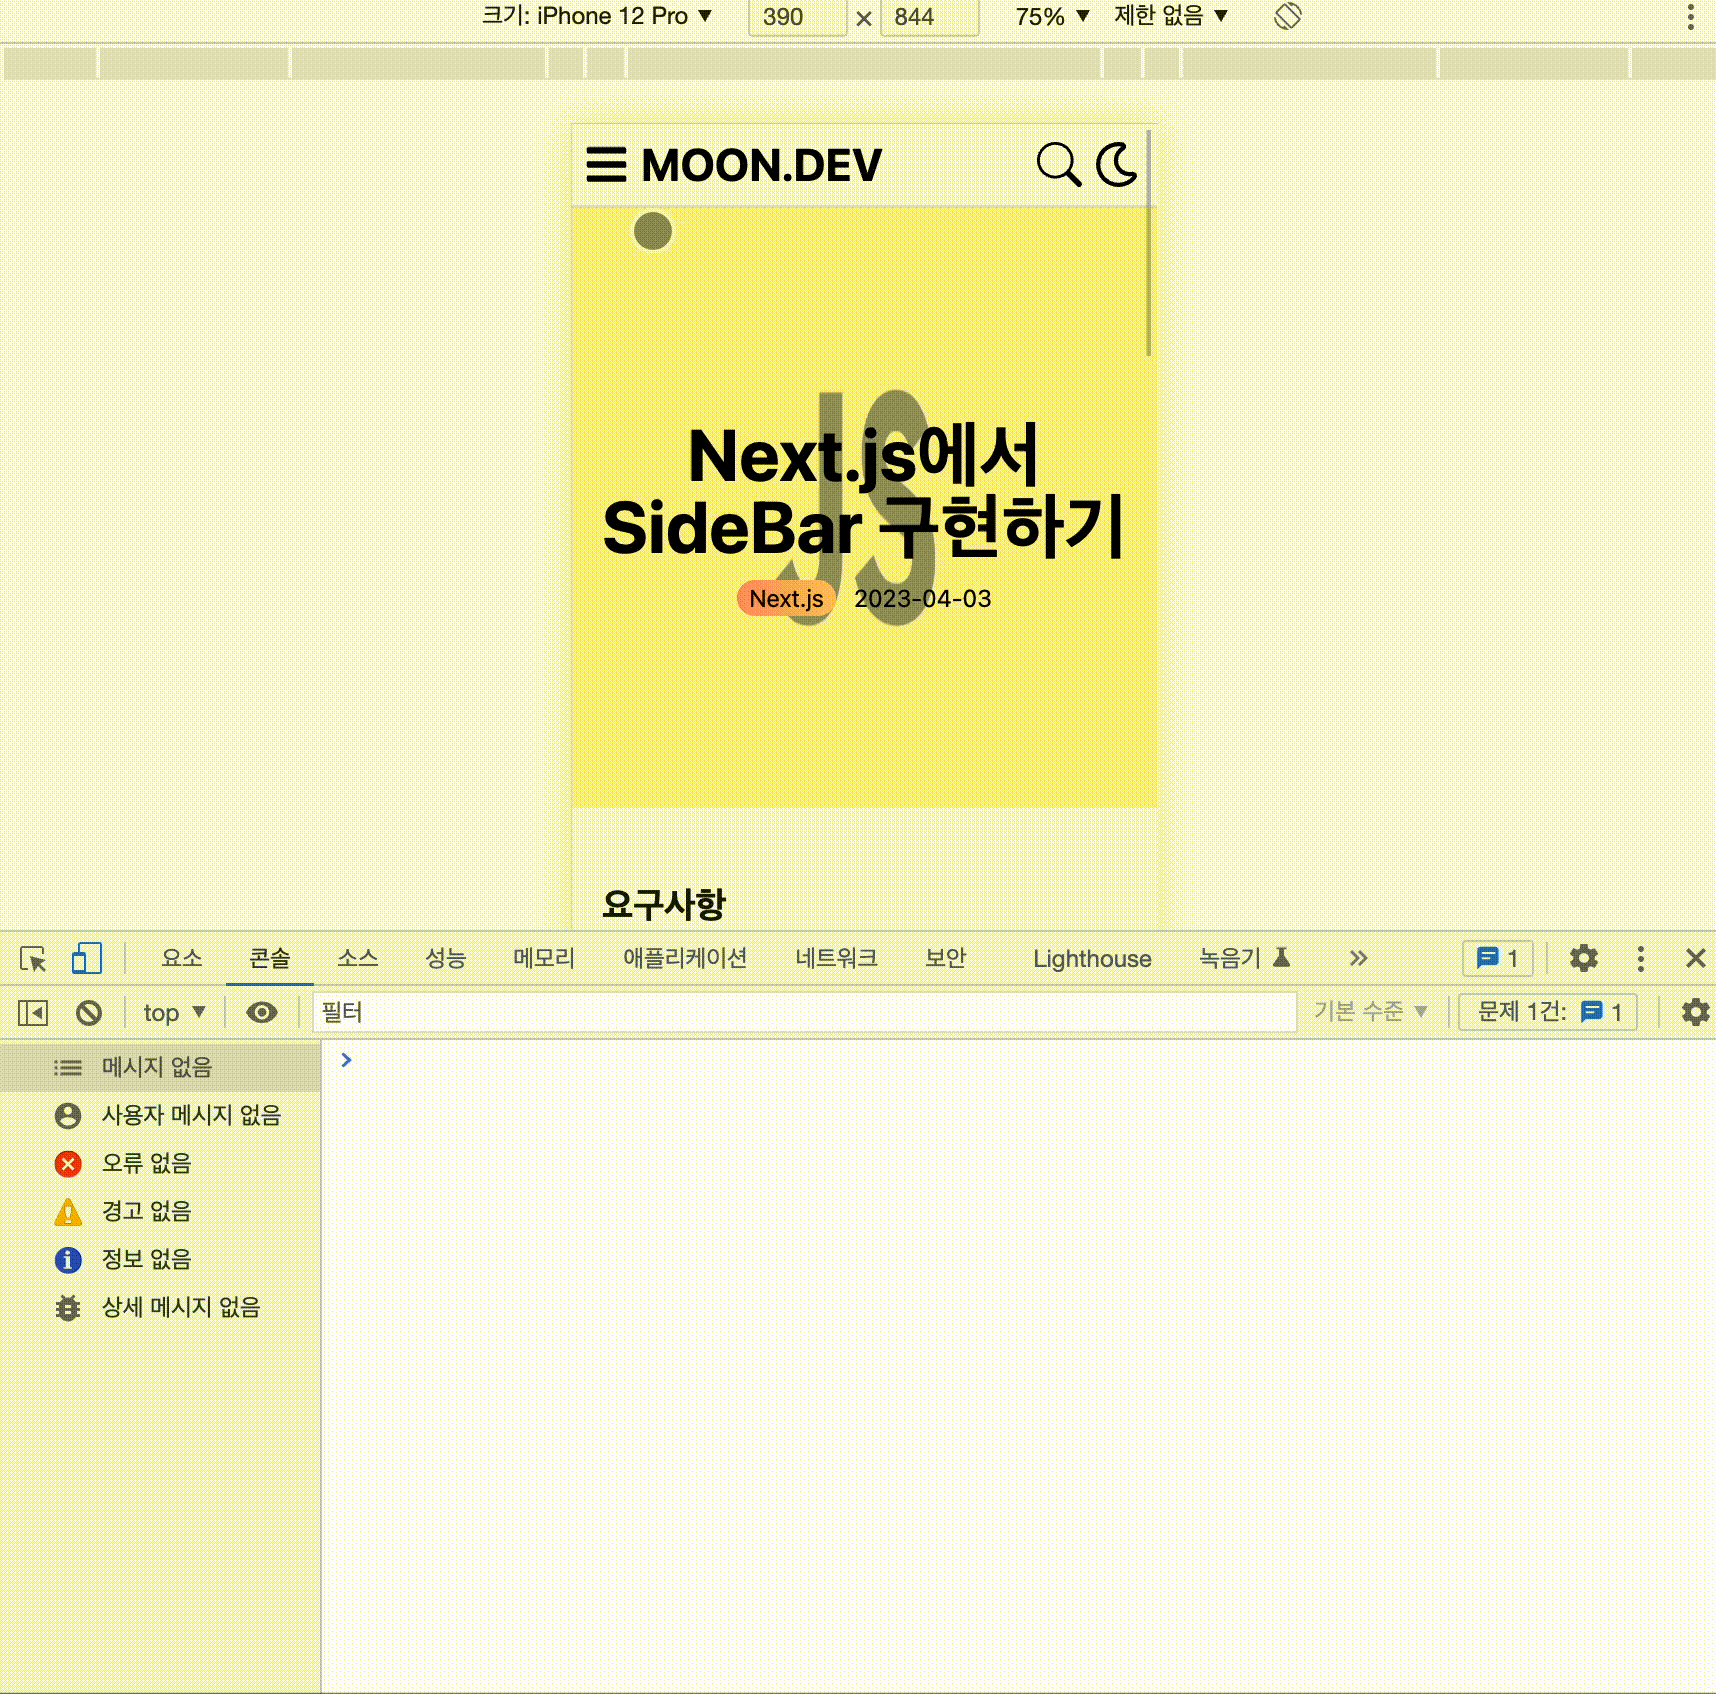 크기: iPhone 12 Pro ▼ 390 × 844 75% ▼ 제한 없음 ▼
MOON.DEV
JS
Next.js에서
SideBar 구현하기
Next.js 2023-04-03
요구사항
요소 콘솔 소스 성능 메모리 애플리케이션 네트워크 보안 Lighthouse 녹음기 » 1
top ▼ 필터 기본 수준 ▼ 문제 1건: 1
메시지 없음
사용자 메시지 없음
오류 없음
경고 없음
정보 없음
상세 메시지 없음